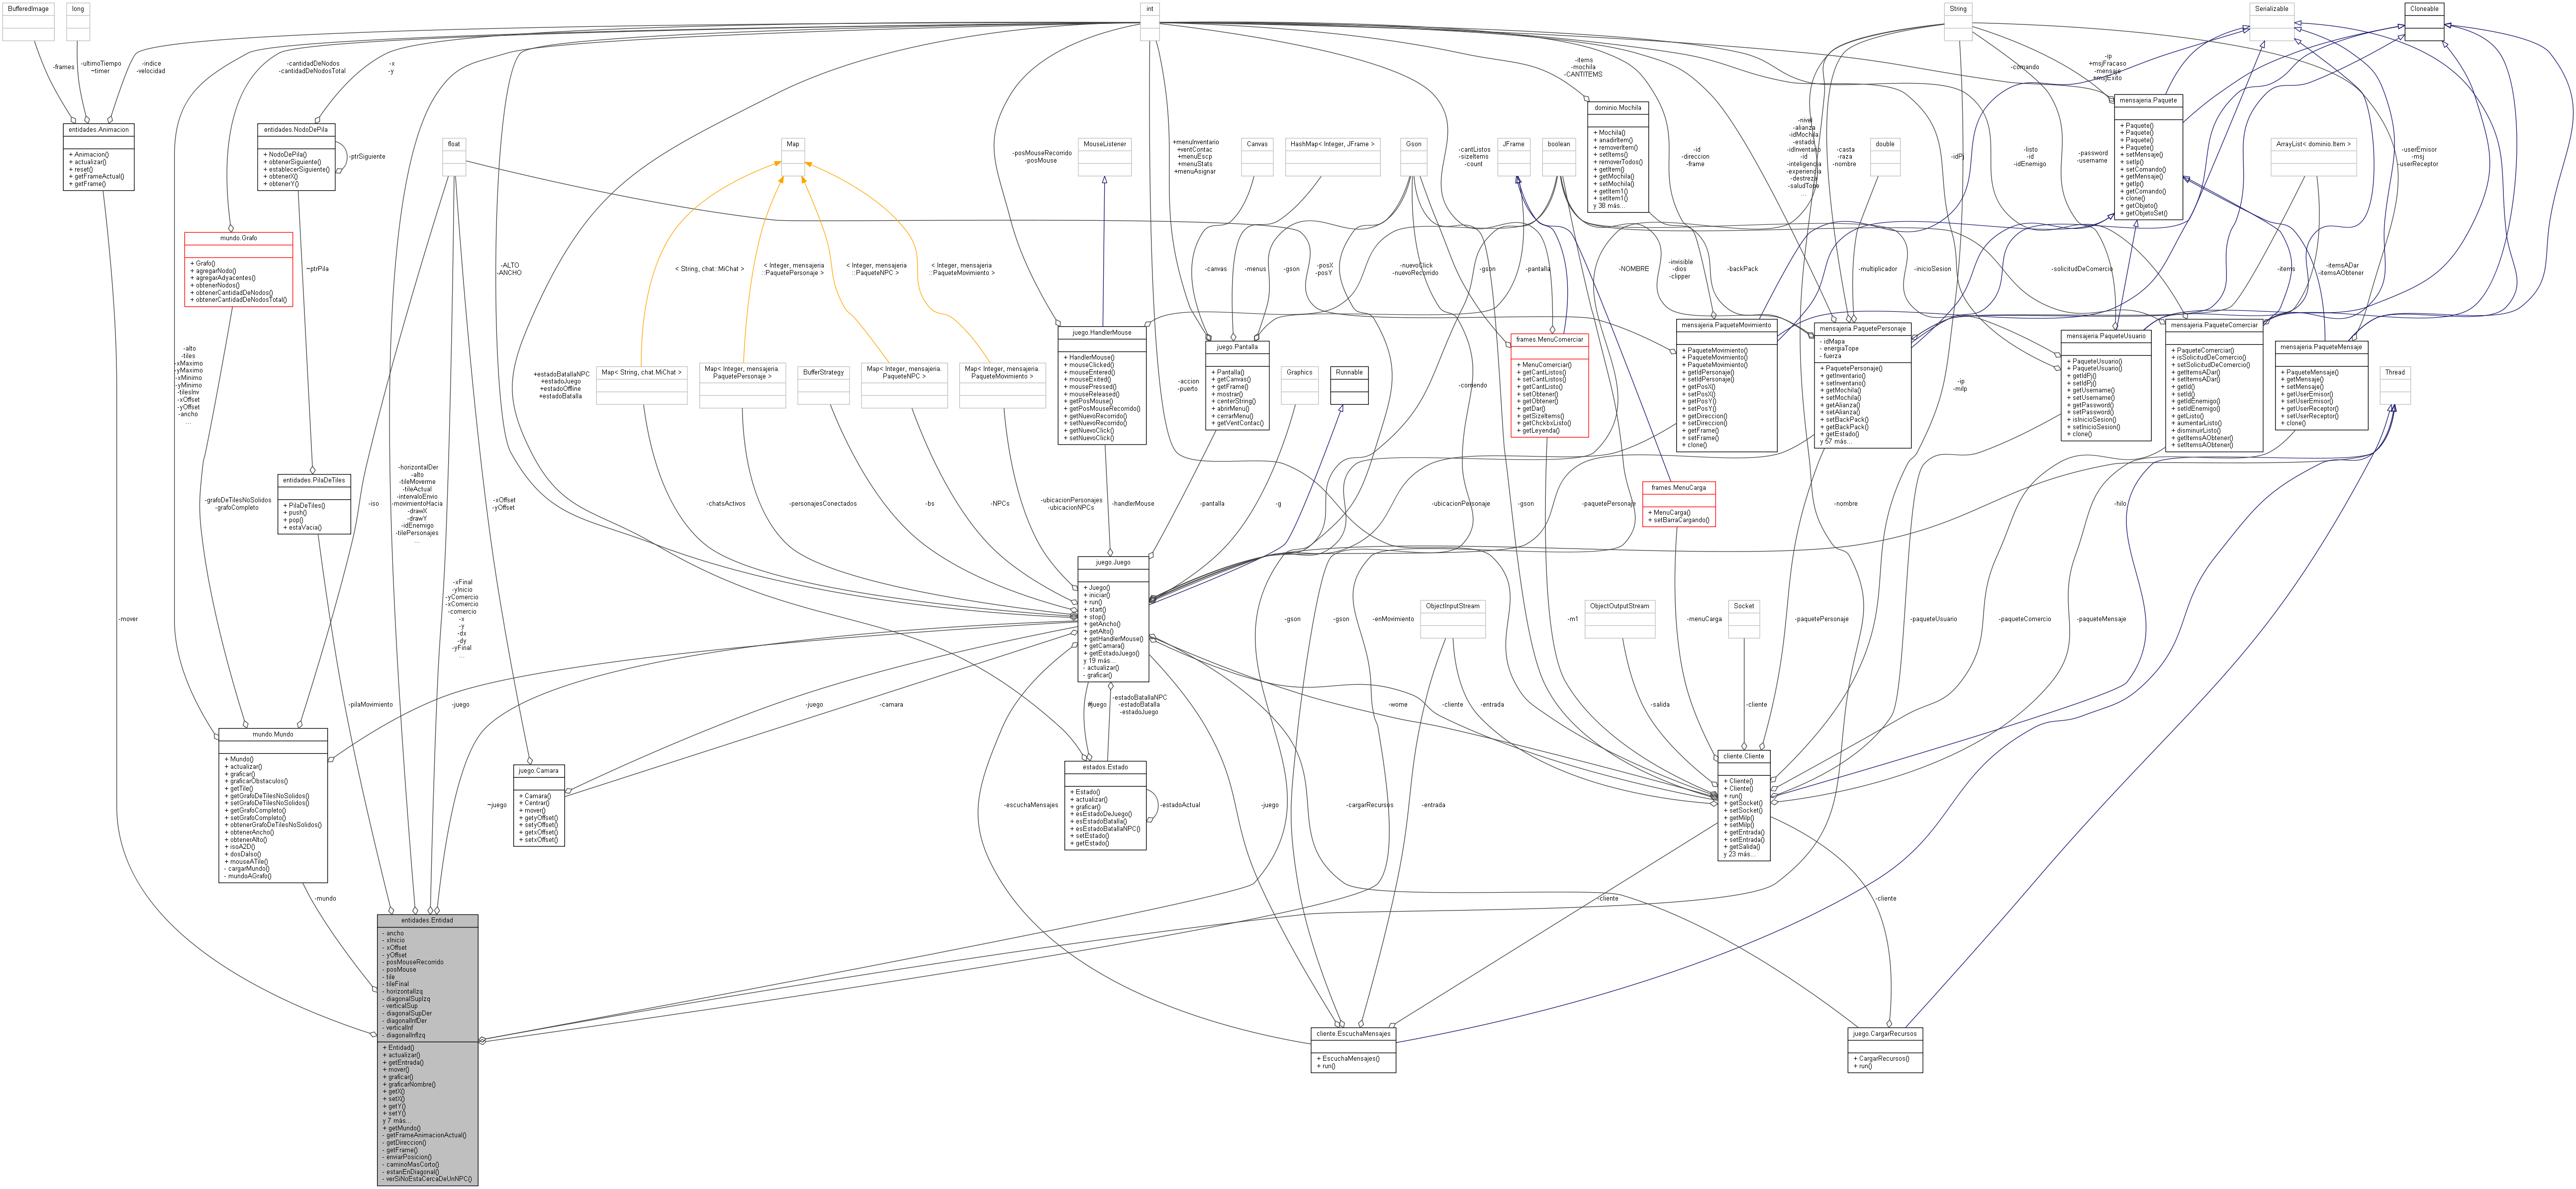 BufferedImage
long
int
String
Serializable
Cloneable
-frames
-ultimoTiempo
~timer
-indice
-velocidad
-cantidadDeNodos
-cantidadDeNodosTotal
-x
-y
-items
-mochila
-CANTITEMS
-comando
-ip
+msjFracaso
-mensaje
+msjExito
entidades.Animacion
+ Animacion()
+ actualizar()
+ reset()
+ getFrameActual()
+ getFrame()
entidades.NodoDePila
+ NodoDePila()
+ obtenerSiguiente()
+ establecerSiguiente()
+ obtenerX()
+ obtenerY()
-ptrSiguiente
float
Map
MouseListener
-posMouseRecorrido
-posMouse
+menuInventario
+ventContac
+menuEscp
+menuStats
+menuAsignar
Canvas
HashMap< Integer, JFrame >
Gson
-cantListos
-sizeItems
-count
JFrame
boolean
dominio.Mochila
+ Mochila()
+ anadirItem()
+ removerItem()
+ setItems()
+ removerTodos()
+ getItem()
+ getMochila()
+ setMochila()
+ getItem1()
+ setItem1()
y 38 más...
-id
-direccion
-frame
-nivel
-alianza
-idMochila
-estado
-idInventario
-id
-inteligencia
-experiencia
-destreza
-saludTope
...
-casta
-raza
-nombre
double
-idPj
-listo
-id
-idEnemigo
-password
-username
mensajeria.Paquete
+ Paquete()
+ Paquete()
+ Paquete()
+ Paquete()
+ setMensaje()
+ setIp()
+ setComando()
+ getMensaje()
+ getIp()
+ getComando()
+ clone()
+ getObjeto()
+ getObjetoSet()
-userEmisor
-msj
-userReceptor
ArrayList< dominio.Item >
mundo.Grafo
+ Grafo()
+ agregarNodo()
+ agregarAdyacentes()
+ obtenerNodos()
+ obtenerCantidadDeNodos()
+ obtenerCantidadDeNodosTotal()
~ptrPila
-ALTO
-ANCHO
< String, chat::MiChat >
< Integer, mensajeria
::PaquetePersonaje >
< Integer, mensajeria
::PaqueteNPC >
< Integer, mensajeria
::PaqueteMovimiento >
-canvas
-menus
-gson
-posX
-posY
-nuevoClick
-nuevoRecorrido
-gson
-pantalla
-NOMBRE
-invisible
-dios
-clipper
-backPack
-multiplicador
-inicioSesion
-solicitudDeComercio
-items
-itemsADar
-itemsAObtener
-alto
-tiles
-xMaximo
-yMaximo
-xMinimo
-yMinimo
-tilesInv
-xOffset
-yOffset
-ancho
...
+estadoBatallaNPC
+estadoJuego
+estadoOffline
+estadoBatalla
Map< String, chat.MiChat >
Map< Integer, mensajeria.
PaquetePersonaje >
BufferStrategy
Map< Integer, mensajeria.
PaqueteNPC >
Map< Integer, mensajeria.
PaqueteMovimiento >
juego.HandlerMouse
+ HandlerMouse()
+ mouseClicked()
+ mouseEntered()
+ mouseExited()
+ mousePressed()
+ mouseReleased()
+ getPosMouse()
+ getPosMouseRecorrido()
+ getNuevoRecorrido()
+ setNuevoRecorrido()
+ getNuevoClick()
+ setNuevoClick()
-accion
-puerto
juego.Pantalla
+ Pantalla()
+ getCanvas()
+ getFrame()
+ mostrar()
+ centerString()
+ abrirMenu()
+ cerrarMenu()
+ getVentContac()
Graphics
Runnable
-corriendo
frames.MenuComerciar
+ MenuComerciar()
+ getCantListos()
+ setCantListos()
+ getCantListo()
+ setObtener()
+ getObtener()
+ getDar()
+ getSizeItems()
+ getChckbxListo()
+ getLeyenda()
mensajeria.PaqueteMovimiento
+ PaqueteMovimiento()
+ PaqueteMovimiento()
+ PaqueteMovimiento()
+ getIdPersonaje()
+ setIdPersonaje()
+ getPosX()
+ setPosX()
+ getPosY()
+ setPosY()
+ getDireccion()
+ setDireccion()
+ getFrame()
+ setFrame()
+ clone()
mensajeria.PaquetePersonaje
- idMapa
- energiaTope
- fuerza
+ PaquetePersonaje()
+ getInventario()
+ setInventario()
+ getMochila()
+ setMochila()
+ getAlianza()
+ setAlianza()
+ setBackPack()
+ getBackPack()
+ getEstado()
y 57 más...
-ip
-milp
mensajeria.PaqueteUsuario
+ PaqueteUsuario()
+ PaqueteUsuario()
+ getIdPj()
+ setIdPj()
+ getUsername()
+ setUsername()
+ getPassword()
+ setPassword()
+ isInicioSesion()
+ setInicioSesion()
+ clone()
mensajeria.PaqueteComerciar
+ PaqueteComerciar()
+ isSolicitudDeComercio()
+ setSolicitudDeComercio()
+ getItemsADar()
+ setItemsADar()
+ getId()
+ setId()
+ getIdEnemigo()
+ setIdEnemigo()
+ getListo()
+ aumentarListo()
+ disminuirListo()
+ getItemsAObtener()
+ setItemsAObtener()
mensajeria.PaqueteMensaje
+ PaqueteMensaje()
+ getMensaje()
+ setMensaje()
+ getUserEmisor()
+ setUserEmisor()
+ getUserReceptor()
+ setUserReceptor()
+ clone()
Thread
-horizontalDer
-alto
-tileMoverme
-tileActual
-intervaloEnvio
-movimientoHacia
-drawX
-drawY
-idEnemigo
-tilePersonajes
...
-grafoDeTilesNoSolidos
-grafoCompleto
entidades.PilaDeTiles
+ PilaDeTiles()
+ push()
+ pop()
+ estaVacia()
-iso
-xOffset
-yOffset
-chatsActivos
-personajesConectados
-bs
-NPCs
-ubicacionPersonajes
-ubicacionNPCs
-handlerMouse
-pantalla
-g
-ubicacionPersonaje
-gson
-paquetePersonaje
frames.MenuCarga
+ MenuCarga()
+ setBarraCargando()
-nombre
-hilo
juego.Juego
+ Juego()
+ iniciar()
+ run()
+ start()
+ stop()
+ getAncho()
+ getAlto()
+ getHandlerMouse()
+ getCamara()
+ getEstadoJuego()
y 19 más...
- actualizar()
- graficar()
-xFinal
-yInicio
-yComercio
-xComercio
-comercio
-x
-y
-dx
-dy
-yFinal
...
-mover
-gson
-gson
-enMovimiento
ObjectInputStream
-m1
ObjectOutputStream
-menuCarga
Socket
-paquetePersonaje
-paqueteUsuario
-paqueteComercio
-paqueteMensaje
-pilaMovimiento
-juego
-juego
-camara
#juego
-estadoBatallaNPC
-estadoBatalla
-estadoJuego
-wome
-cliente
-entrada
-salida
-cliente
mundo.Mundo
+ Mundo()
+ actualizar()
+ graficar()
+ graficarObstaculos()
+ getTile()
+ getGrafoDeTilesNoSolidos()
+ setGrafoDeTilesNoSolidos()
+ getGrafoCompleto()
+ setGrafoCompleto()
+ obtenerGrafoDeTilesNoSolidos()
+ obtenerAncho()
+ obtenerAlto()
+ isoA2D()
+ dosDaIso()
+ mouseATile()
- cargarMundo()
- mundoAGrafo()
juego.Camara
+ Camara()
+ Centrar()
+ mover()
+ getyOffset()
+ setyOffset()
+ getxOffset()
+ setxOffset()
estados.Estado
+ Estado()
+ actualizar()
+ graficar()
+ esEstadoDeJuego()
+ esEstadoBatalla()
+ esEstadoBatallaNPC()
+ setEstado()
+ getEstado()
-estadoActual
cliente.Cliente
+ Cliente()
+ Cliente()
+ run()
+ getSocket()
+ setSocket()
+ getMilp()
+ setMilp()
+ getEntrada()
+ setEntrada()
+ getSalida()
y 23 más...
~juego
-escuchaMensajes
-juego
-cargarRecursos
-entrada
-mundo
-cliente
-cliente
entidades.Entidad
- ancho
- xInicio
- xOffset
- yOffset
- posMouseRecorrido
- posMouse
- tile
- tileFinal
- horizontalIzq
- diagonalSupIzq
- verticalSup
- diagonalSupDer
- diagonalInfDer
- verticalInf
- diagonalInfIzq
+ Entidad()
+ actualizar()
+ getEntrada()
+ mover()
+ graficar()
+ graficarNombre()
+ getX()
+ setX()
+ getY()
+ setY()
y 7 más...
+ getMundo()
- getFrameAnimacionActual()
- getDireccion()
- getFrame()
- enviarPosicion()
- caminoMasCorto()
- estanEnDiagonal()
- verSiNoEstaCercaDeUnNPC()
cliente.EscuchaMensajes
+ EscuchaMensajes()
+ run()
juego.CargarRecursos
+ CargarRecursos()
+ run()